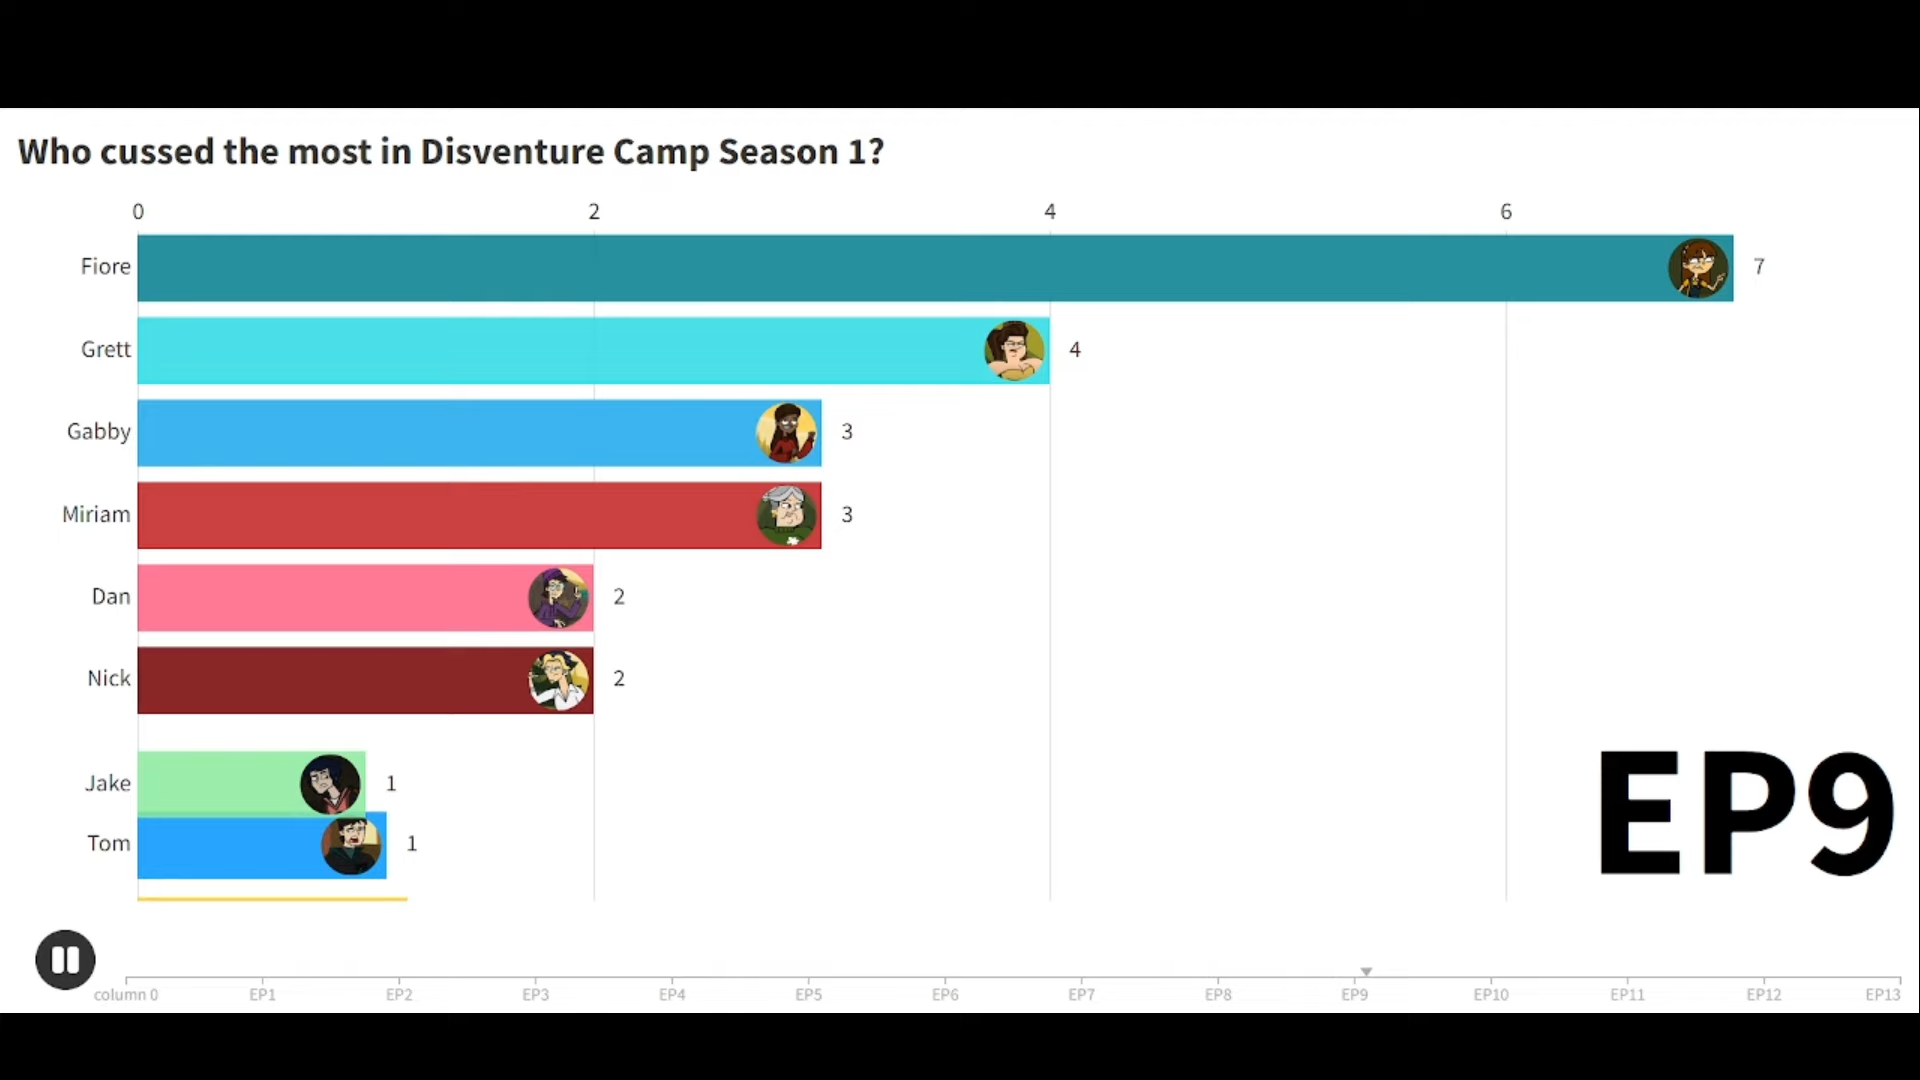 Who cussed the most in Disventure Camp Season 1?
0 2 4 6
Fiore 7
Grett 4
Gabby 3
Miriam 3
Dan 2
Nick 2
Jake 1
Tom 1
EP9
column 0 EP1 EP2 EP3 EP4 EP5 EP6 EP7 EP8 EP9 EP10 EP11 EP12 EP13